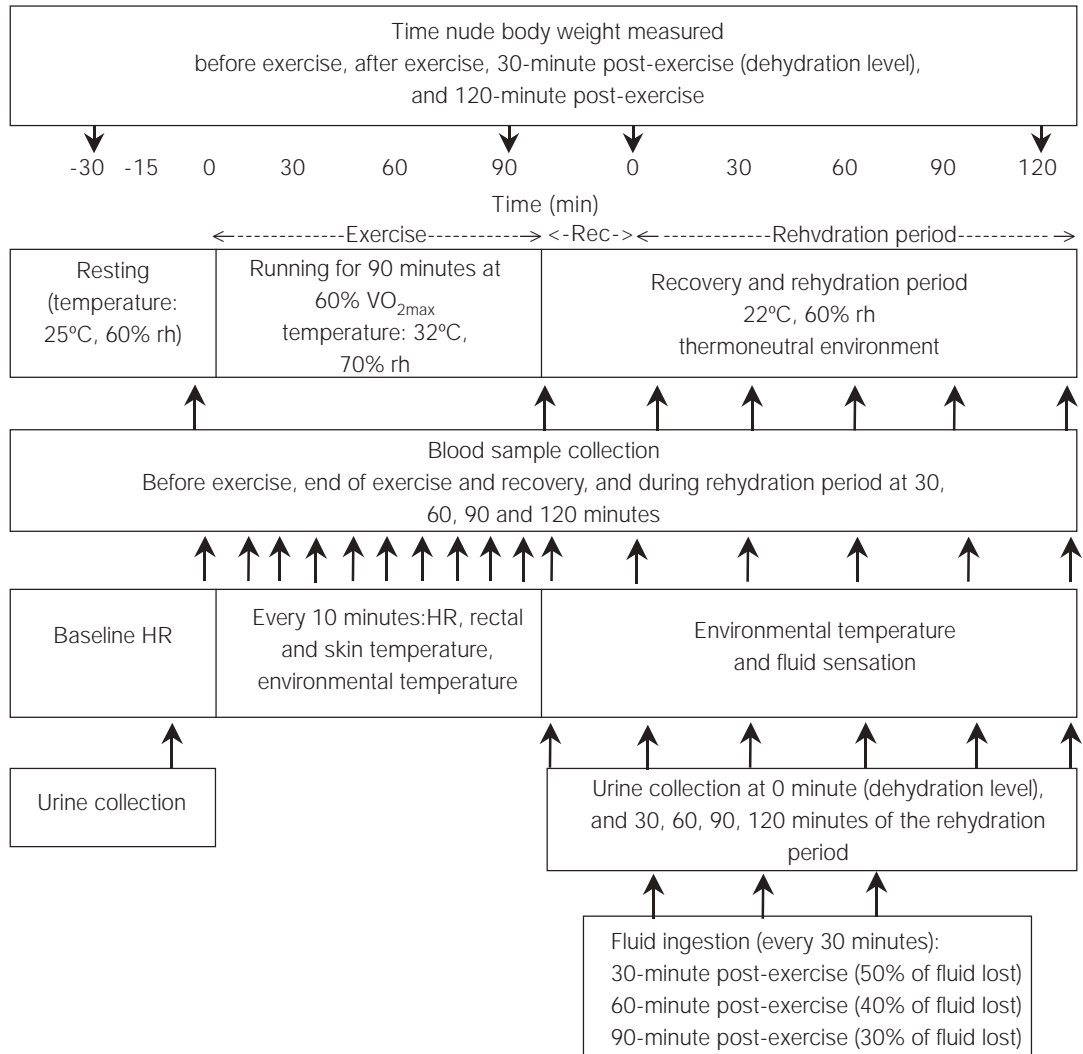 Time nude body weight measured
before exercise, after exercise, 30-minute post-exercise (dehydration level),
and 120-minute post-exercise
-30 -15 0 30 60 90 0 30 60 90 120
Time (min)
<----------------Exercise---------------> <-Rec-> <-----------------Rehvdration period-------------->
Resting
(temperature:
25ºC, 60% rh)
Running for 90 minutes at
60% VO2max
temperature: 32ºC,
70% rh
Recovery and rehydration period
22ºC, 60% rh
thermoneutral environment
Blood sample collection
Before exercise, end of exercise and recovery, and during rehydration period at 30,
60, 90 and 120 minutes
Baseline HR
Every 10 minutes:HR, rectal
and skin temperature,
environmental temperature
Environmental temperature
and fluid sensation
Urine collection
Urine collection at 0 minute (dehydration level),
and 30, 60, 90, 120 minutes of the rehydration
period
Fluid ingestion (every 30 minutes):
30-minute post-exercise (50% of fluid lost)
60-minute post-exercise (40% of fluid lost)
90-minute post-exercise (30% of fluid lost)